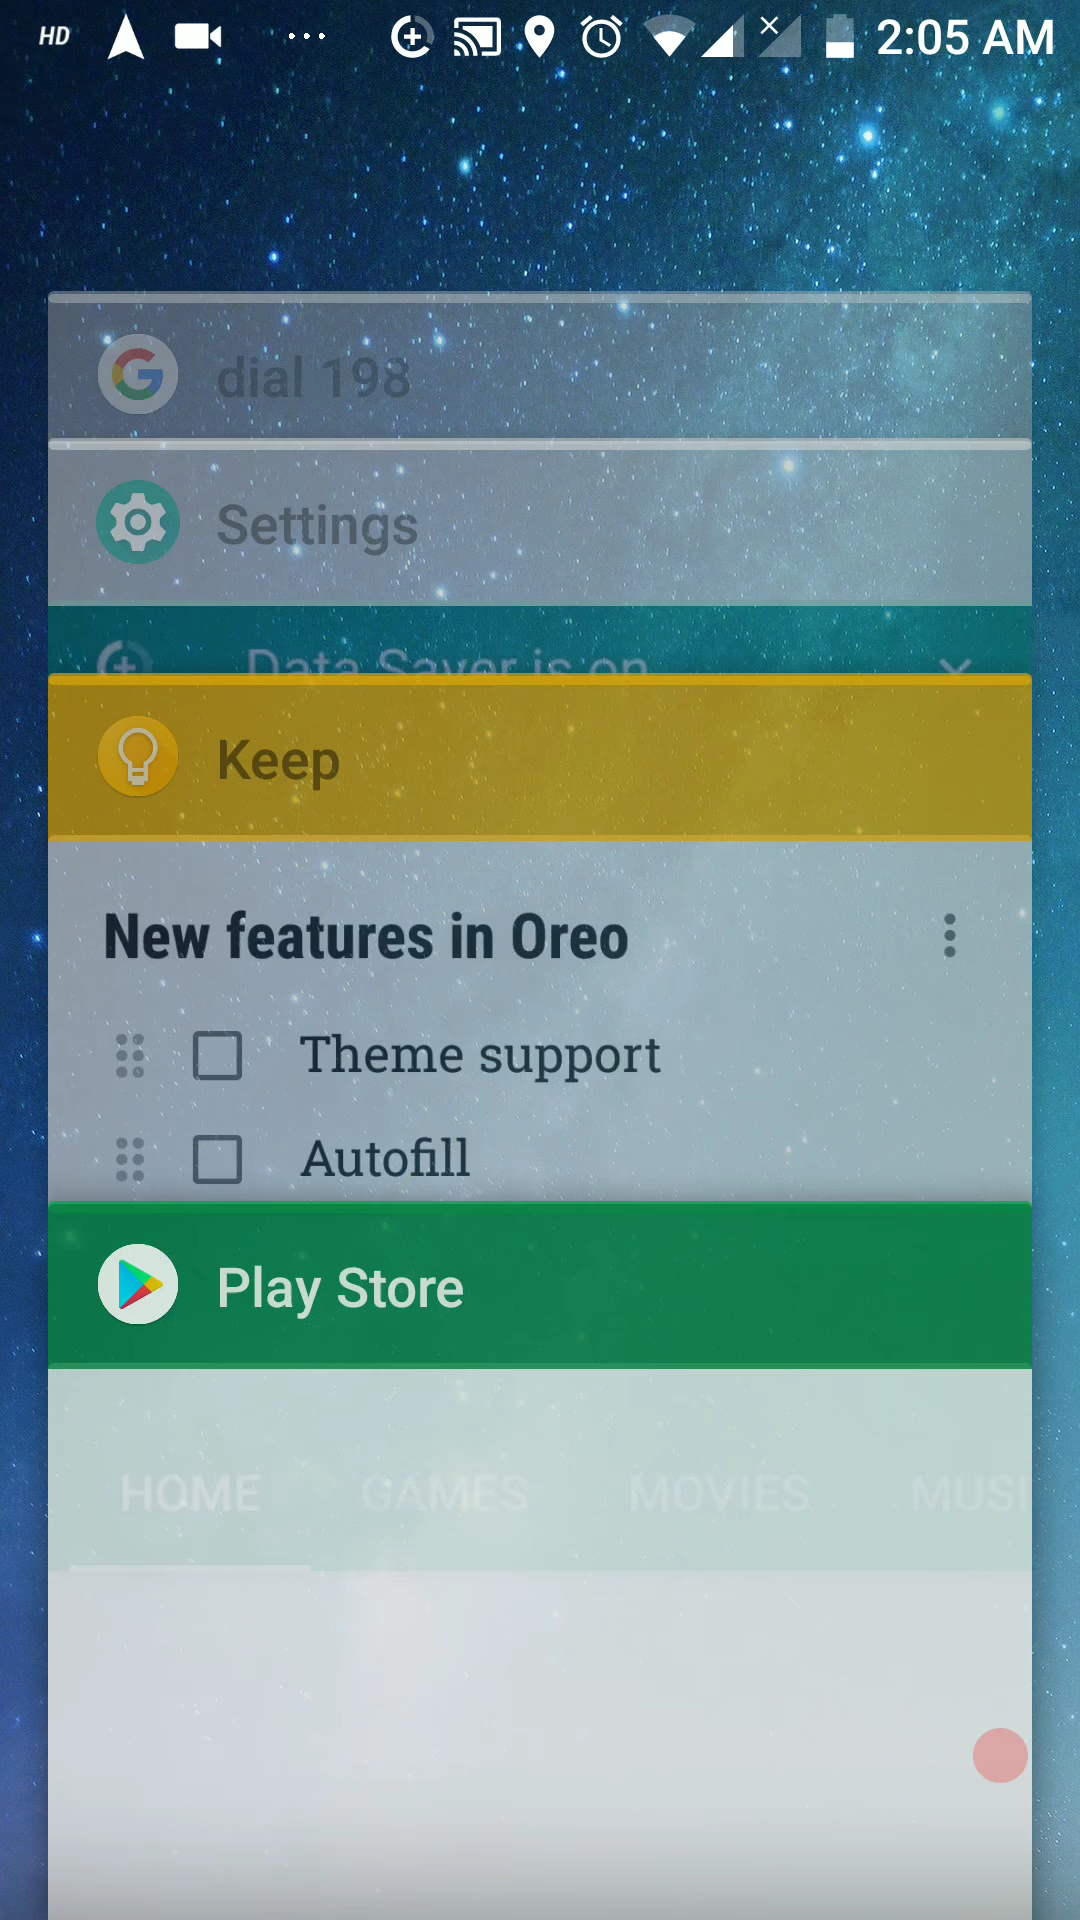 HD 2:05 AM
dial 198
Settings
Data Saver is on
Keep
New features in Oreo
Theme support
Autofill
Play Store
HOME GAMES MOVIES MUSI